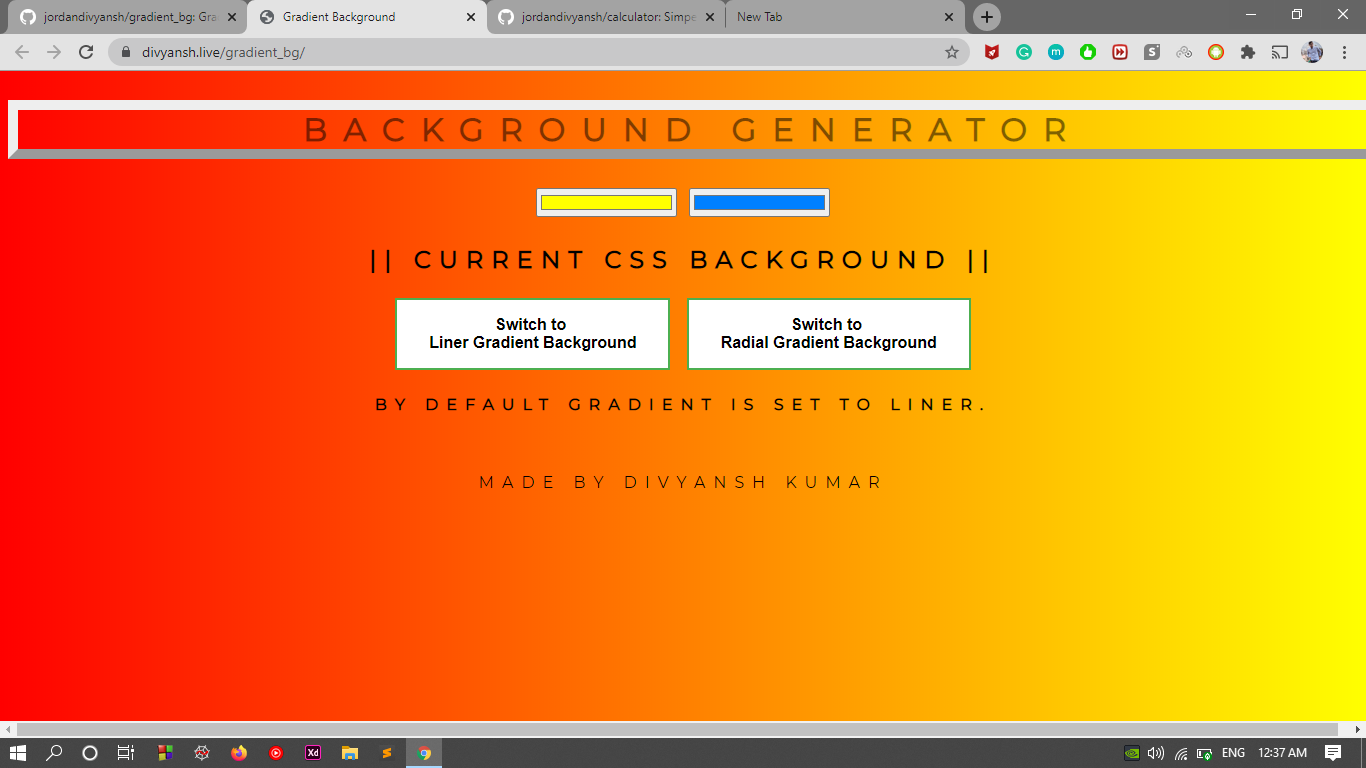 jordandivyansh/gradient_bg: Gra
Gradient Background
jordandivyansh/calculator: Simpe
New Tab
divyansh.live/gradient_bg/
BACKGROUND GENERATOR
|| CURRENT CSS BACKGROUND ||
Switch to
Liner Gradient Background
Switch to
Radial Gradient Background
BY DEFAULT GRADIENT IS SET TO LINER.
MADE BY DIVYANSH KUMAR
Xd
ENG
12:37 AM